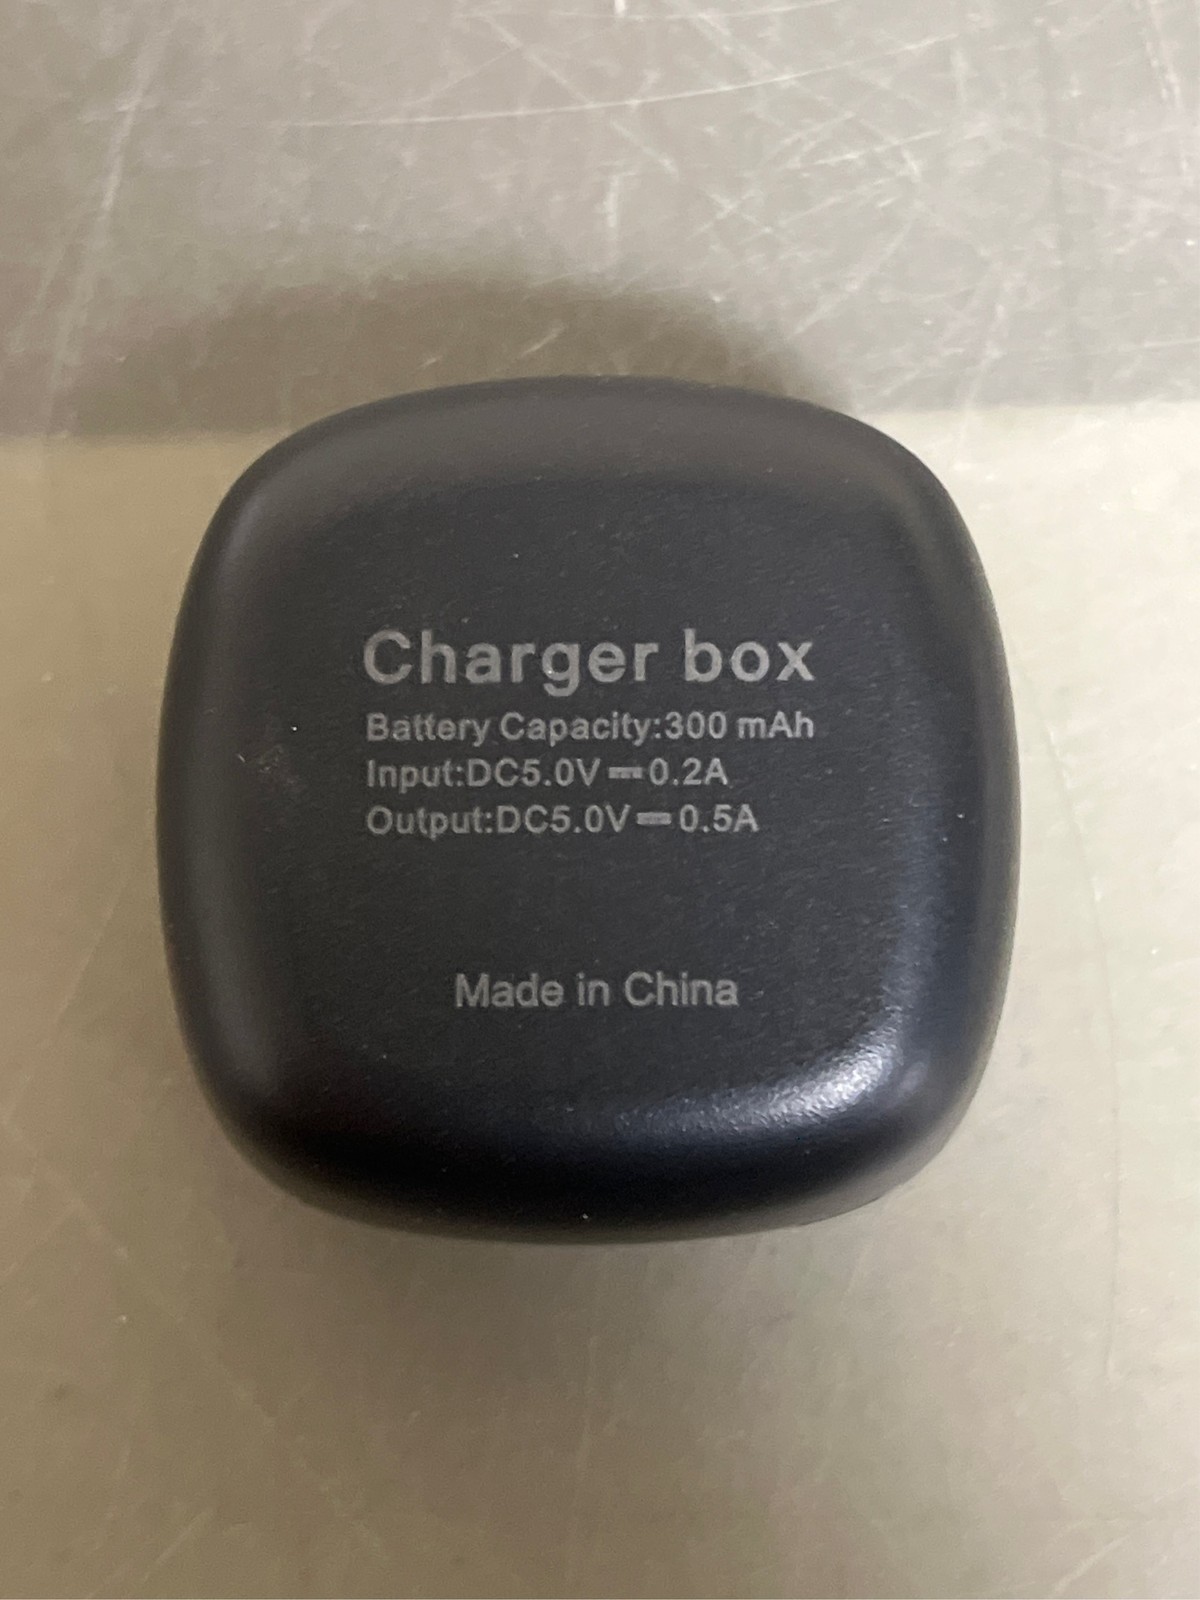 Charger box
Battery Capacity:300 mAh
Input:DC5.0V⎓0.2A
Output:DC5.0V⎓0.5A
Made in China